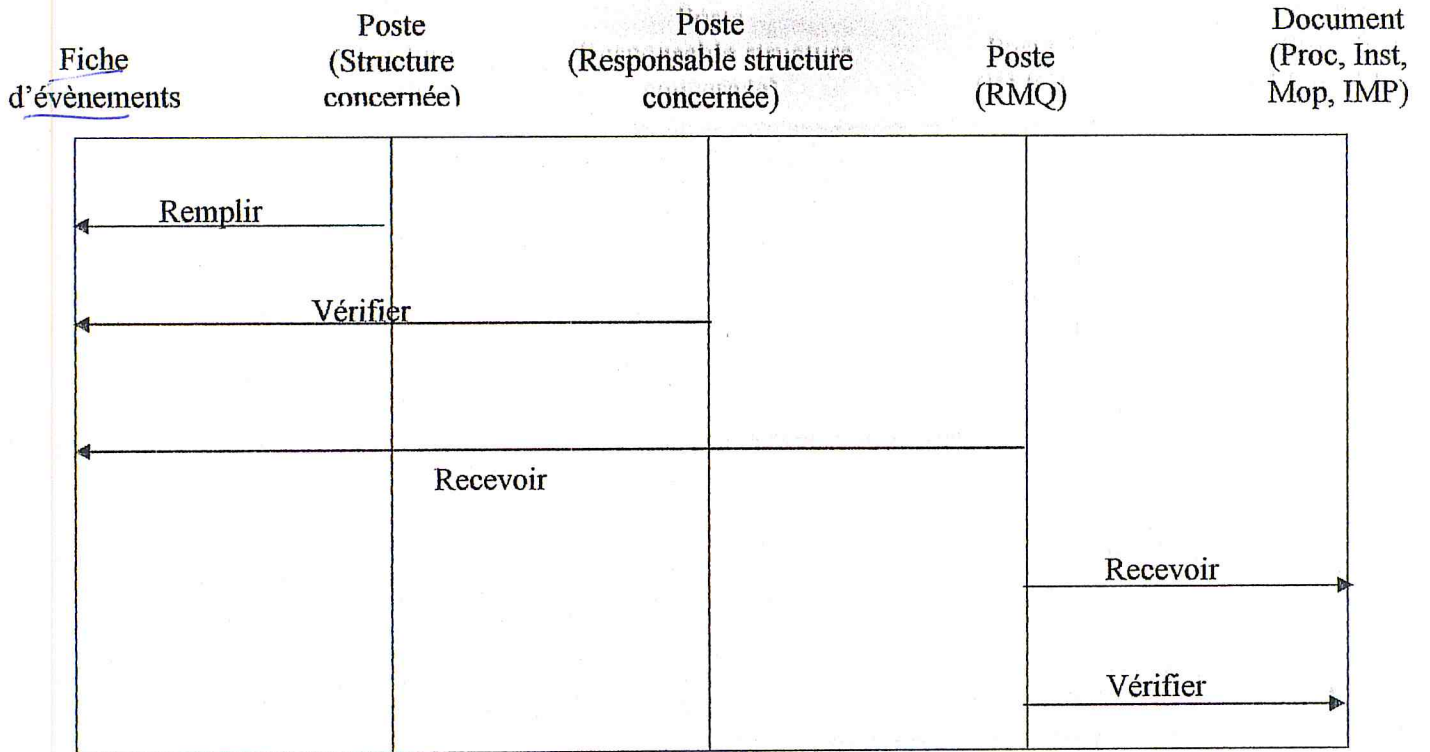 Fiche
d'évènements
Poste
(Structure
concernée)
Poste
(Responsable structure
concernée)
Poste
(RMQ)
Document
(Proc, Inst,
Mop, IMP)
Remplir
Vérifier
Recevoir
Recevoir
Vérifier